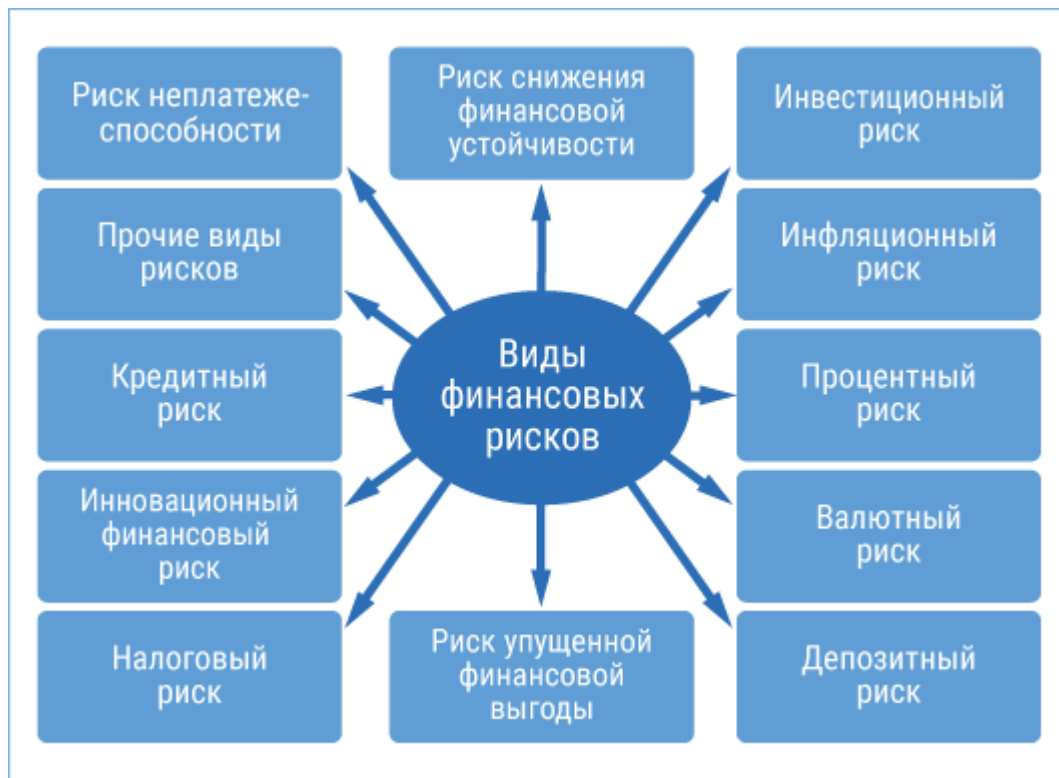 Риск неплатеже-
способности
Риск снижения
финансовой
устойчивости
Инвестиционный
риск
Прочие виды
рисков
Инфляционный
риск
Виды
финансовых
рисков
Кредитный
риск
Процентный
риск
Инновационный
финансовый
риск
Валютный
риск
Налоговый
риск
Риск упущенной
финансовой
выгоды
Депозитный
риск